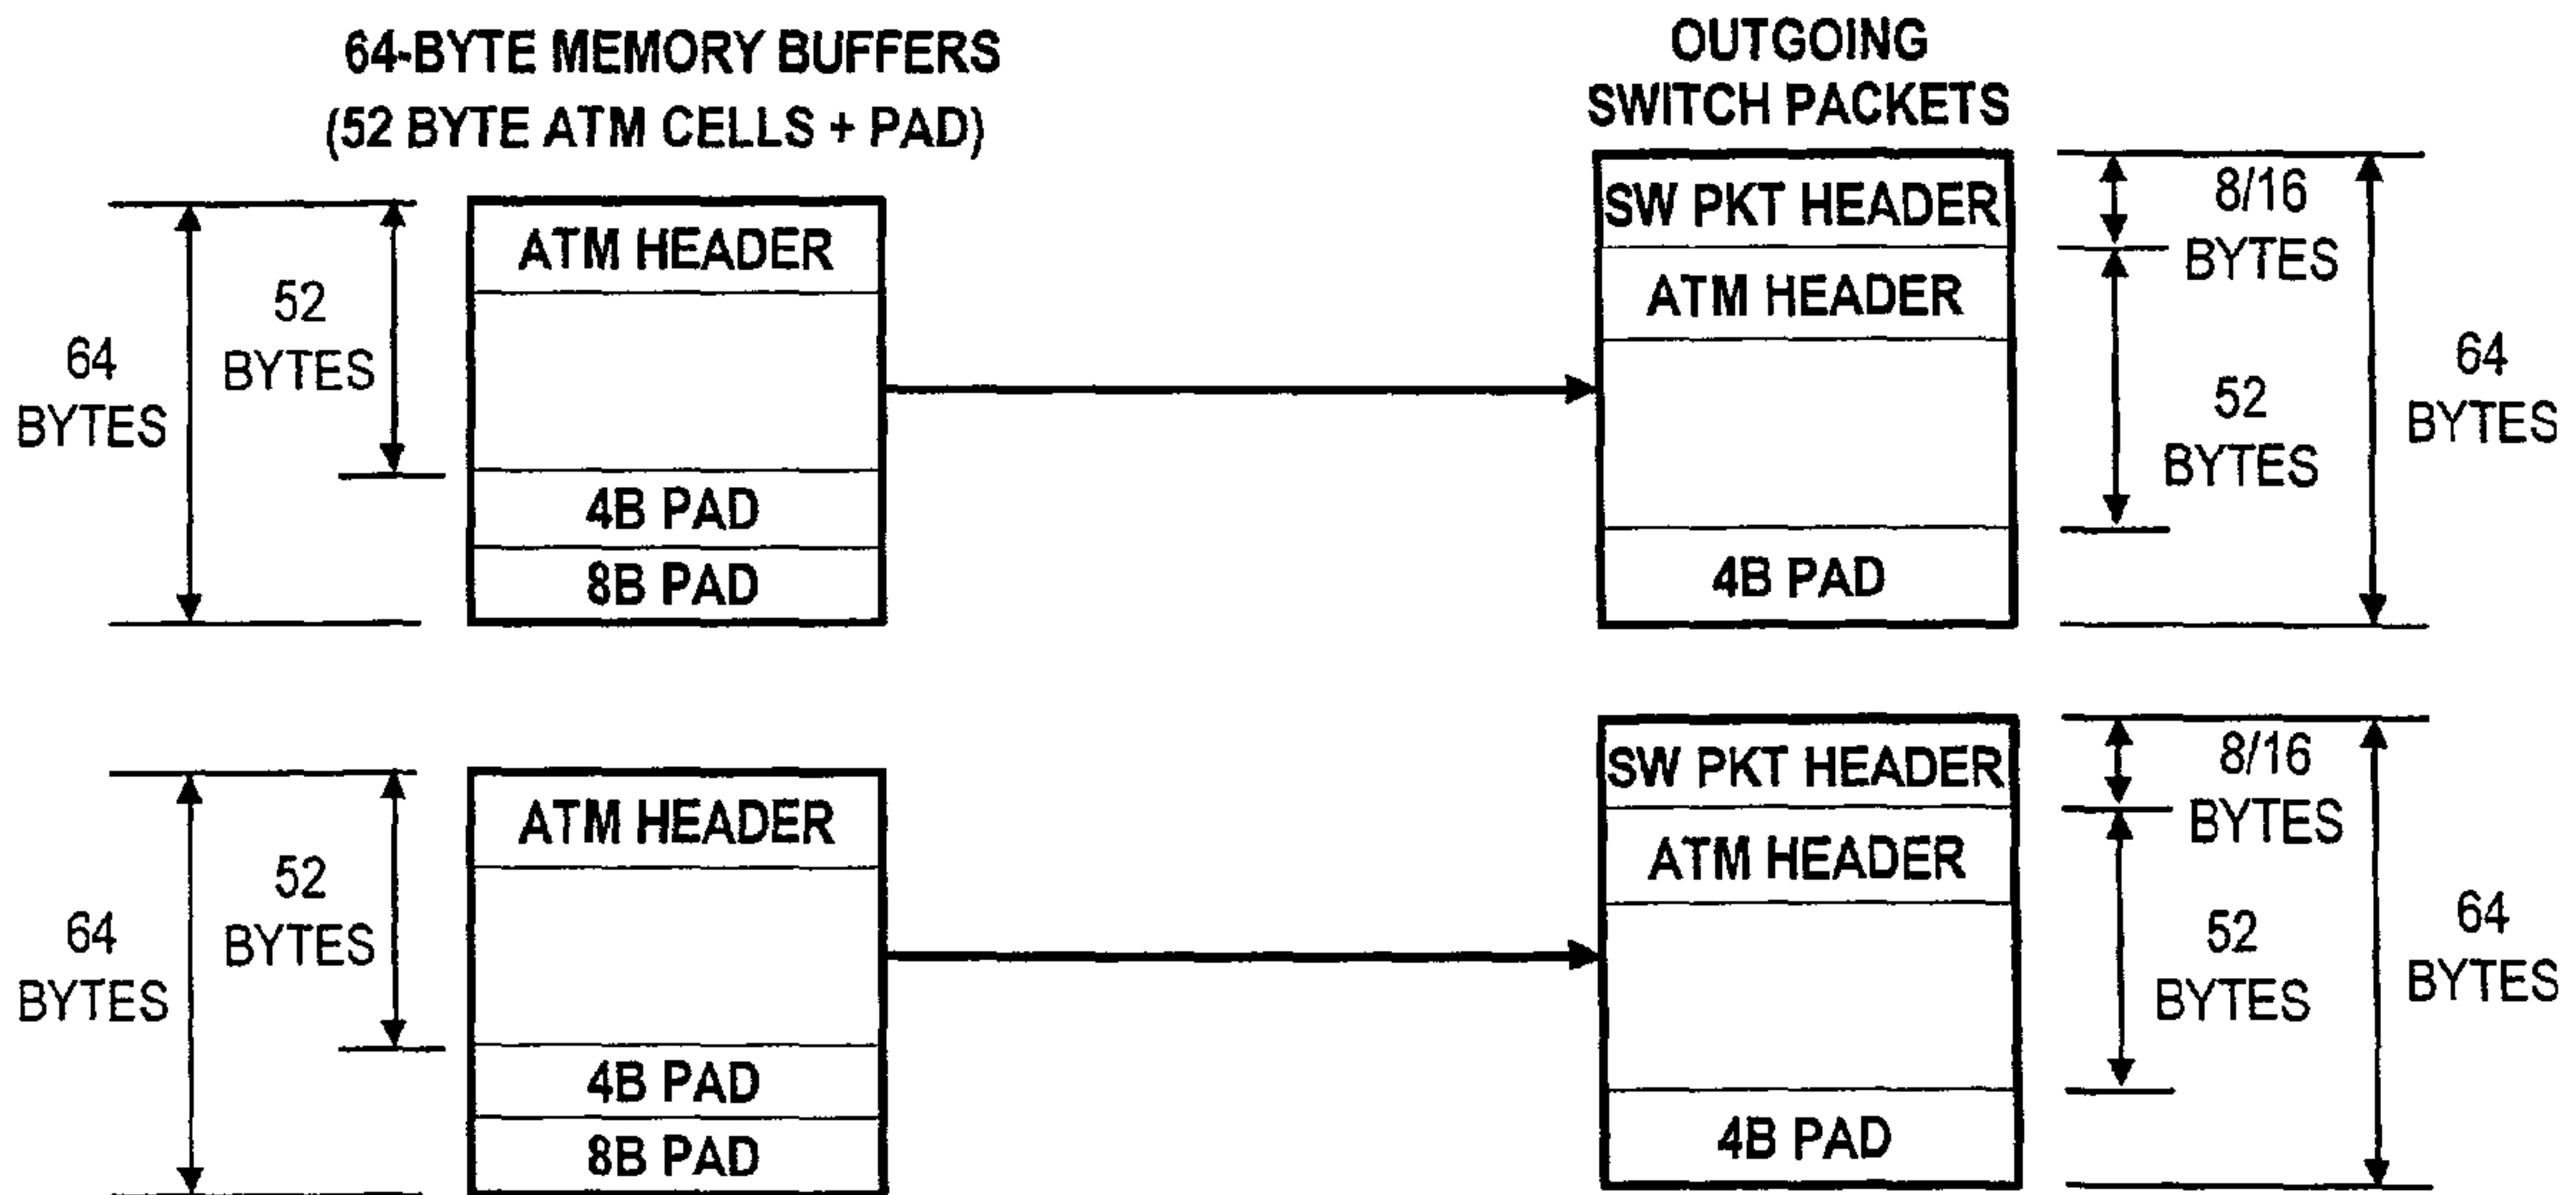 64-BYTE MEMORY BUFFERS
(52 BYTE ATM CELLS + PAD)
OUTGOING
SWITCH PACKETS
64
BYTES
52
BYTES
ATM HEADER
4B PAD
8B PAD
SW PKT HEADER
ATM HEADER
4B PAD
8/16
BYTES
52
BYTES
64
BYTES
64
BYTES
52
BYTES
ATM HEADER
4B PAD
8B PAD
SW PKT HEADER
ATM HEADER
4B PAD
8/16
BYTES
52
BYTES
64
BYTES